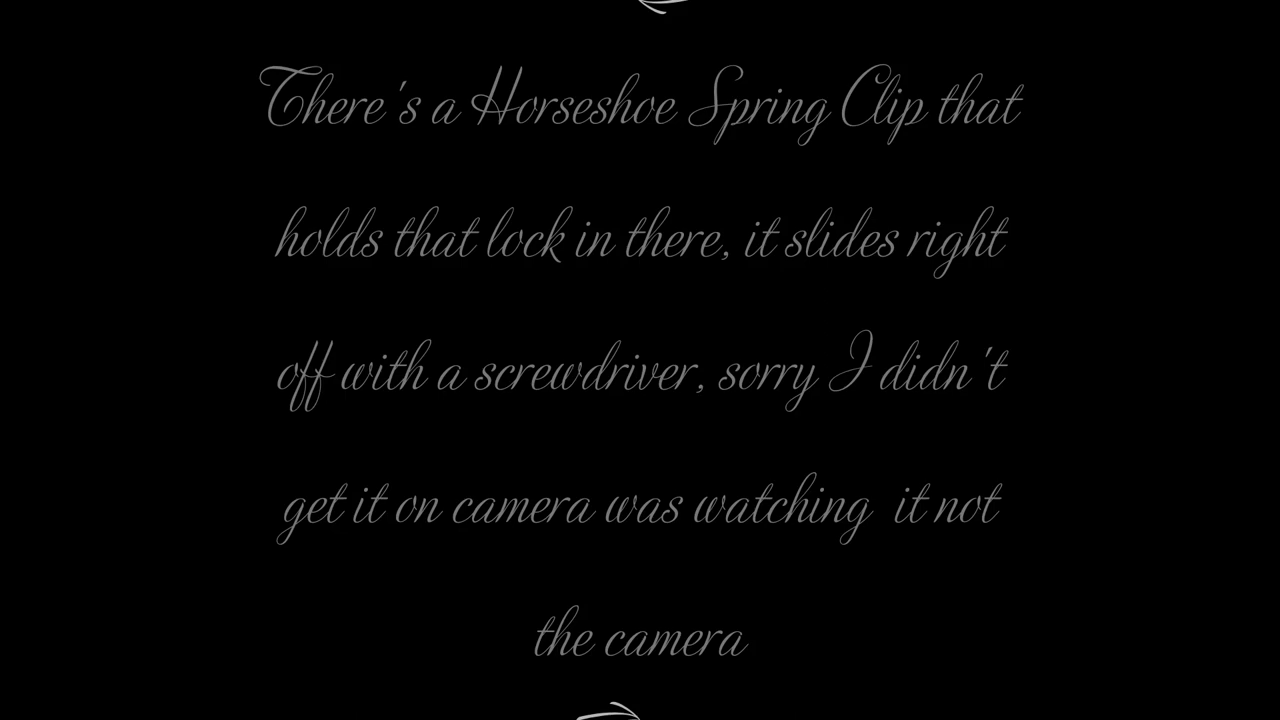 There's a Horseshoe Spring Clip that
holds that lock in there, it slides right
off with a screwdriver, sorry I didn't
get it on camera was watching  it not
the camera